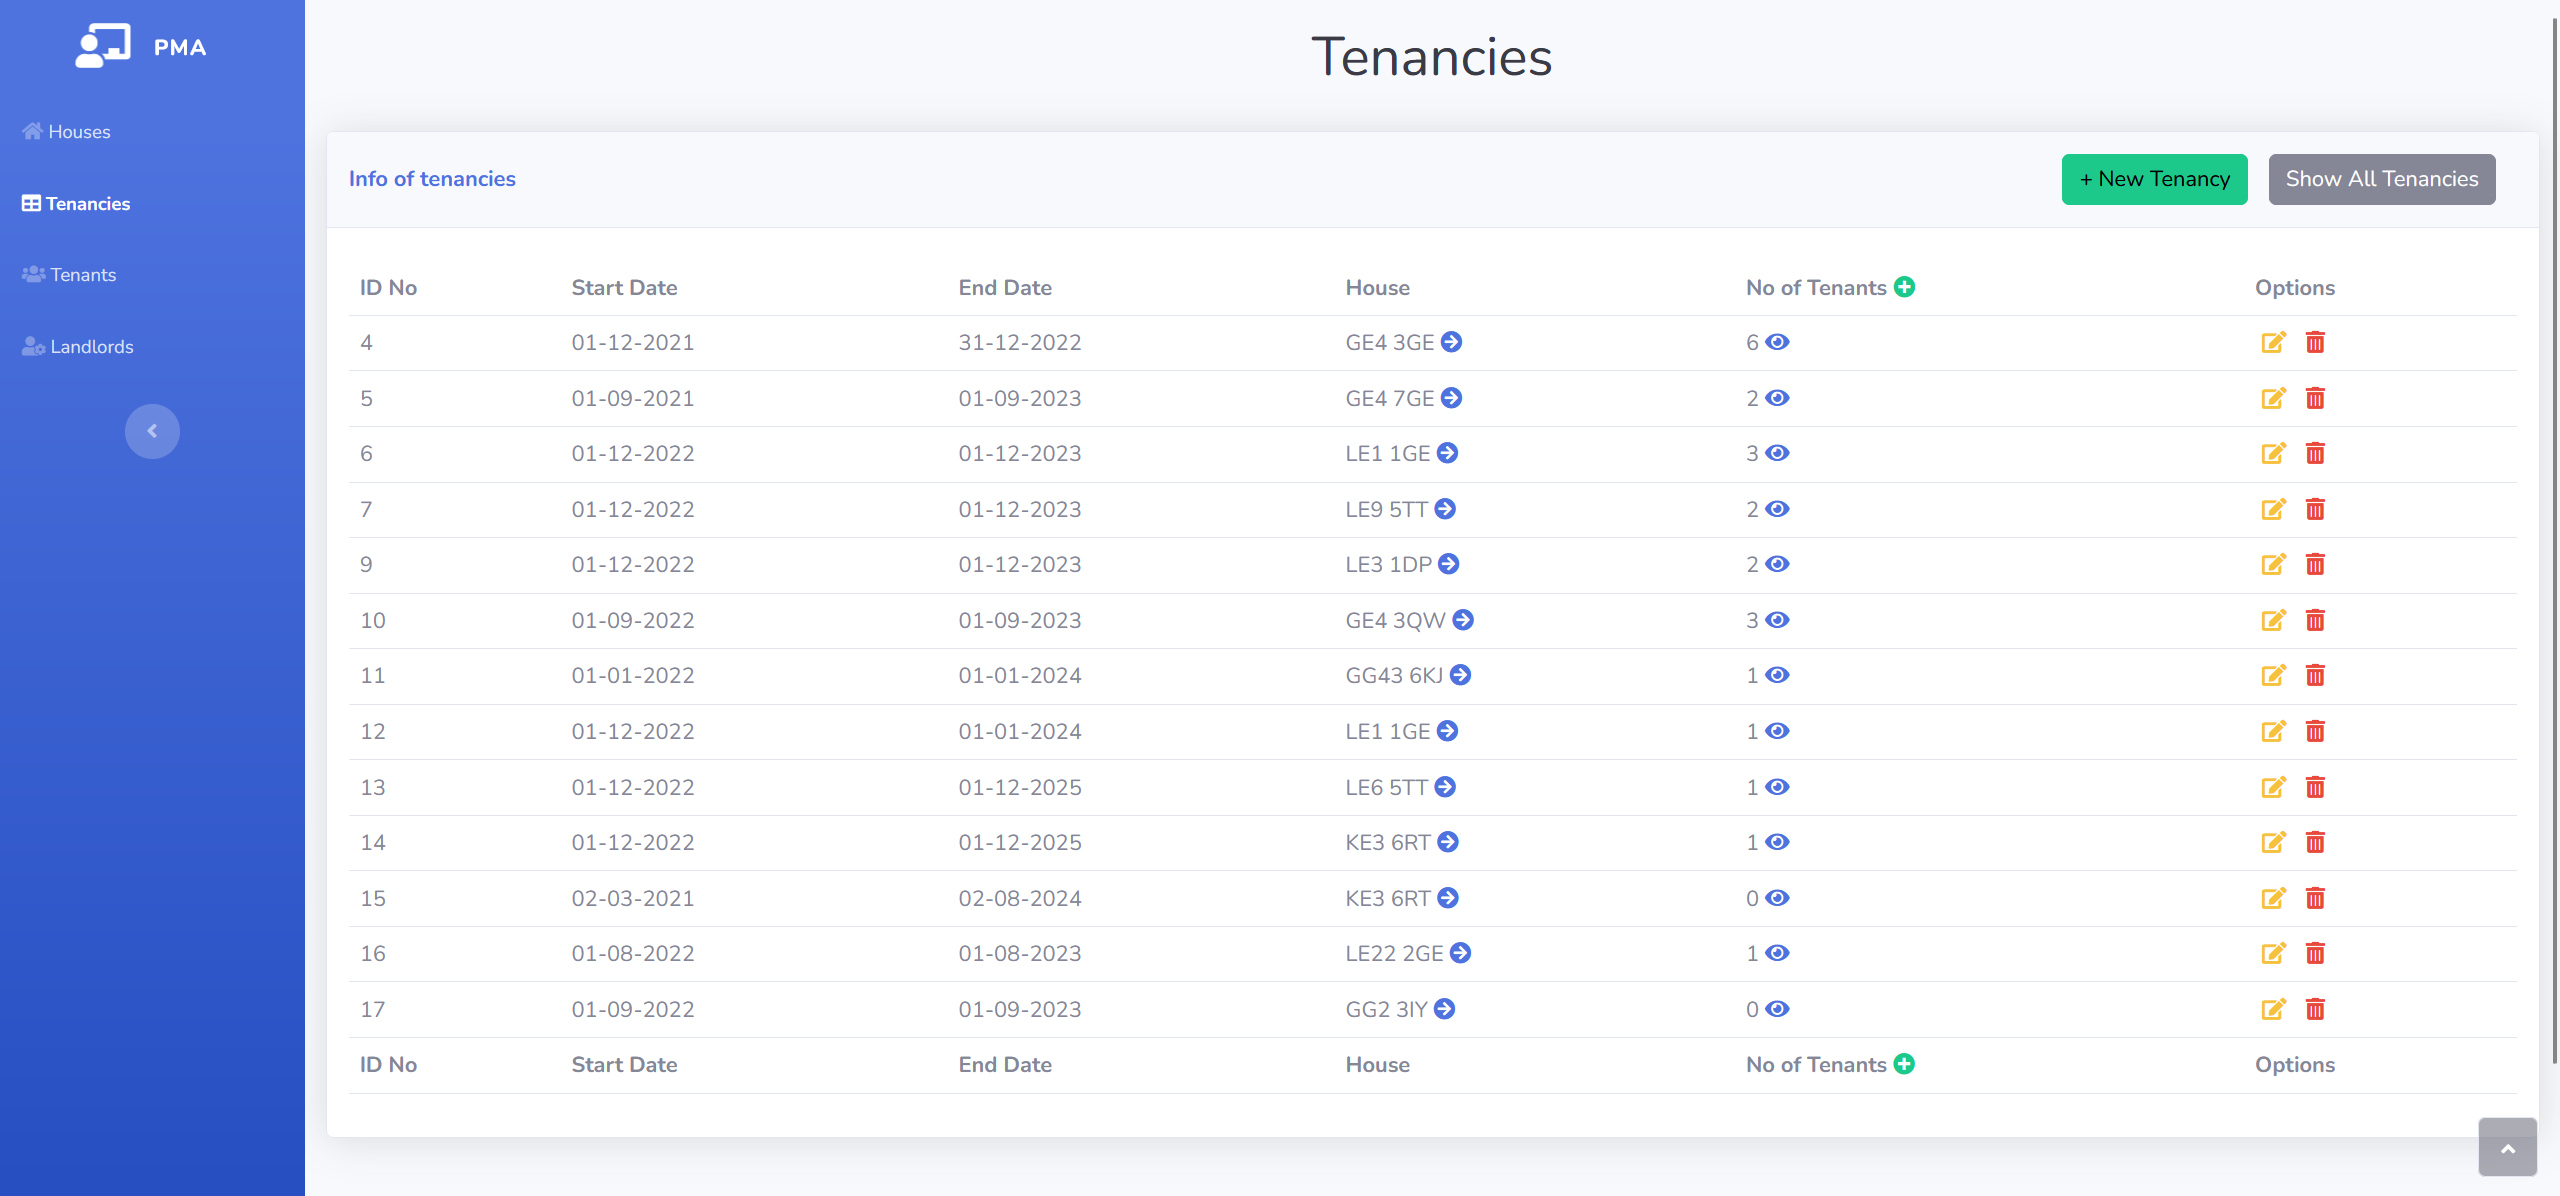 PMA
Houses
Tenancies
Tenants
Landlords
Tenancies
Info of tenancies
+ New Tenancy
Show All Tenancies
ID No Start Date End Date House No of Tenants Options
4 01-12-2021 31-12-2022 GE4 3GE 6
5 01-09-2021 01-09-2023 GE4 7GE 2
6 01-12-2022 01-12-2023 LE1 1GE 3
7 01-12-2022 01-12-2023 LE9 5TT 2
9 01-12-2022 01-12-2023 LE3 1DP 2
10 01-09-2022 01-09-2023 GE4 3QW 3
11 01-01-2022 01-01-2024 GG43 6KJ 1
12 01-12-2022 01-01-2024 LE1 1GE 1
13 01-12-2022 01-12-2025 LE6 5TT 1
14 01-12-2022 01-12-2025 KE3 6RT 1
15 02-03-2021 02-08-2024 KE3 6RT 0
16 01-08-2022 01-08-2023 LE22 2GE 1
17 01-09-2022 01-09-2023 GG2 3IY 0
ID No Start Date End Date House No of Tenants Options